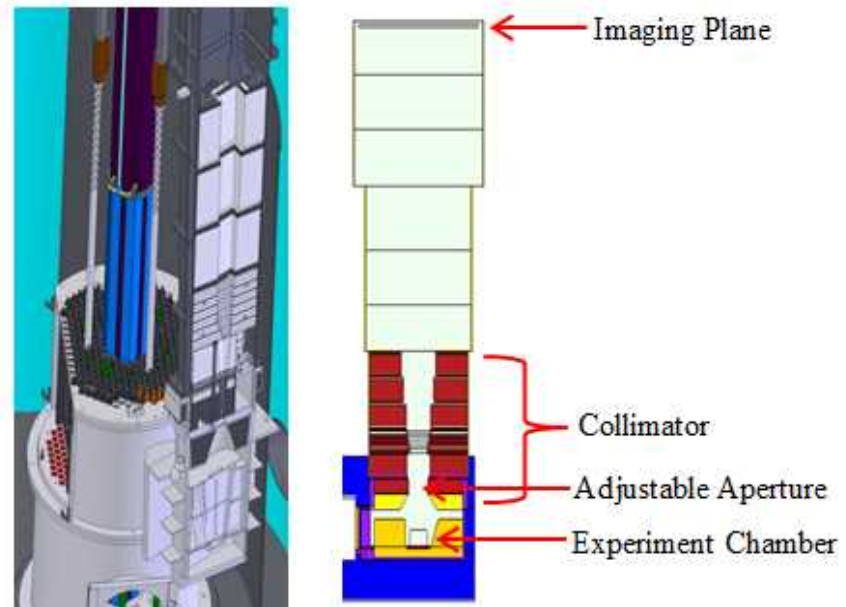 Imaging Plane
Collimator
Adjustable Aperture
Experiment Chamber